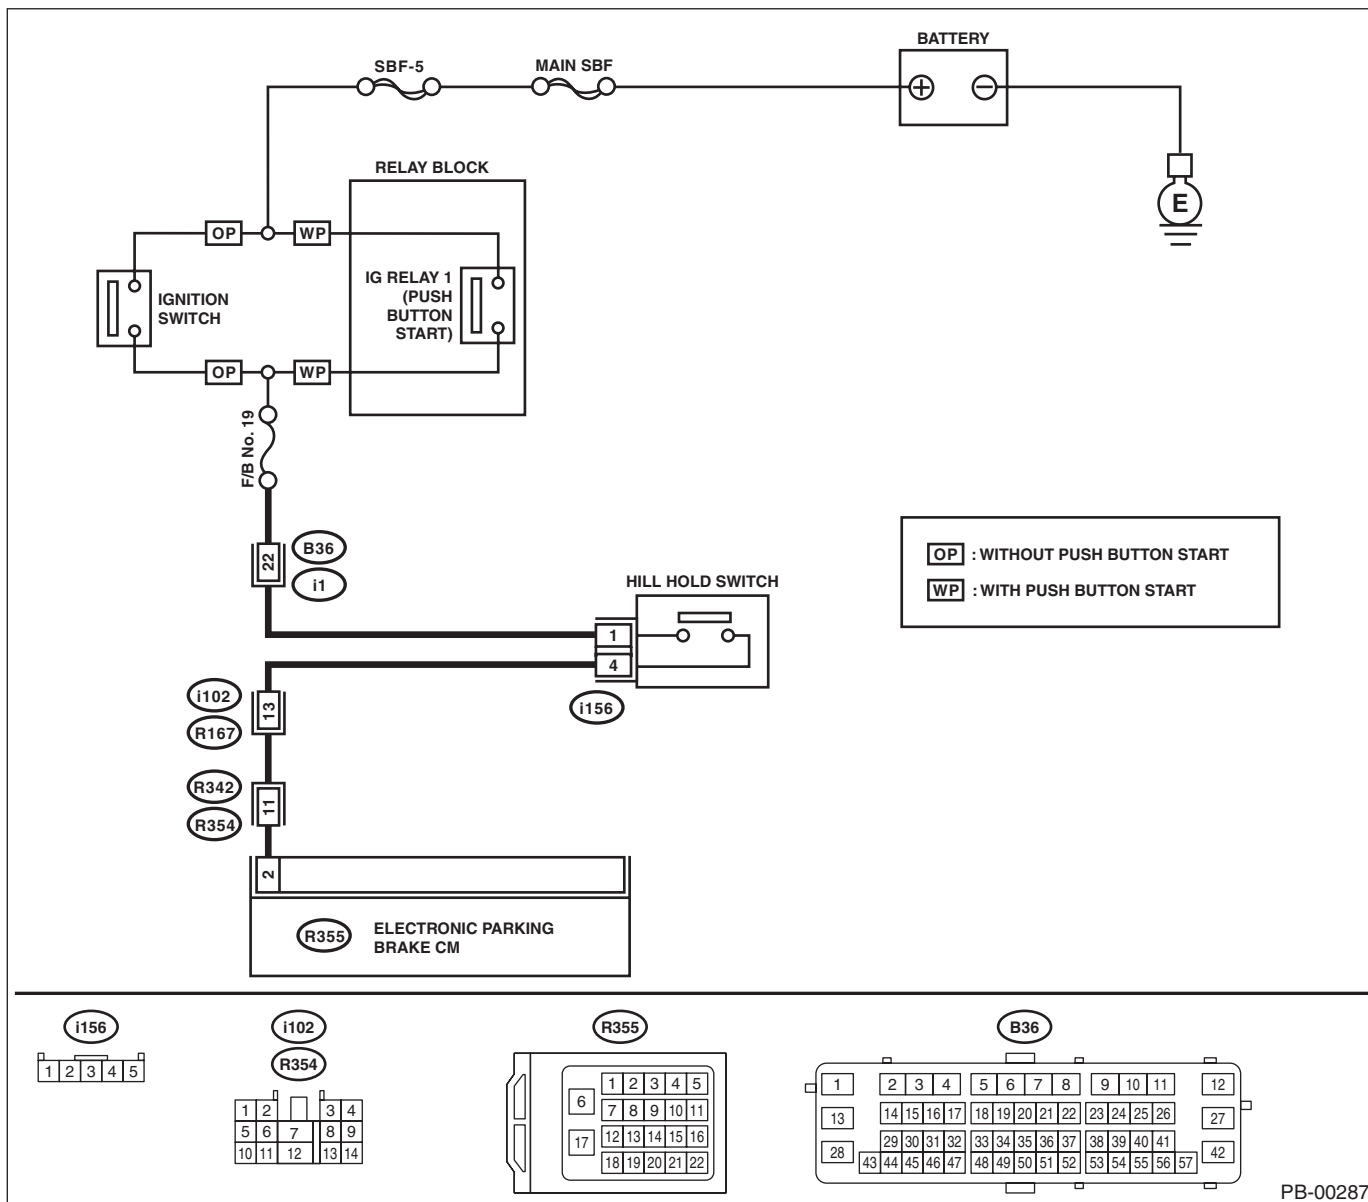 BATTERY
SBF-5
MAIN SBF
E
RELAY BLOCK
OP
WP
IGNITION
SWITCH
IG RELAY 1
(PUSH
BUTTON
START)
OP
WP
F/B No. 19
22
B36
i1
OP : WITHOUT PUSH BUTTON START
WP : WITH PUSH BUTTON START
HILL HOLD SWITCH
1
4
i156
i102
13
R167
R342
11
R354
2
R355
ELECTRONIC PARKING
BRAKE CM
i156
1 2 3 4 5
i102
R354
1 2 3 4
5 6 7 8 9
10 11 12 13 14
R355
1 2 3 4 5
6
7 8 9 10 11
12 13 14 15 16
17
18 19 20 21 22
B36
1 2 3 4 5 6 7 8 9 10 11 12
13 14 15 16 17 18 19 20 21 22 23 24 25 26 27
28 29 30 31 32 33 34 35 36 37 38 39 40 41 42
43 44 45 46 47 48 49 50 51 52 53 54 55 56 57
PB-00287